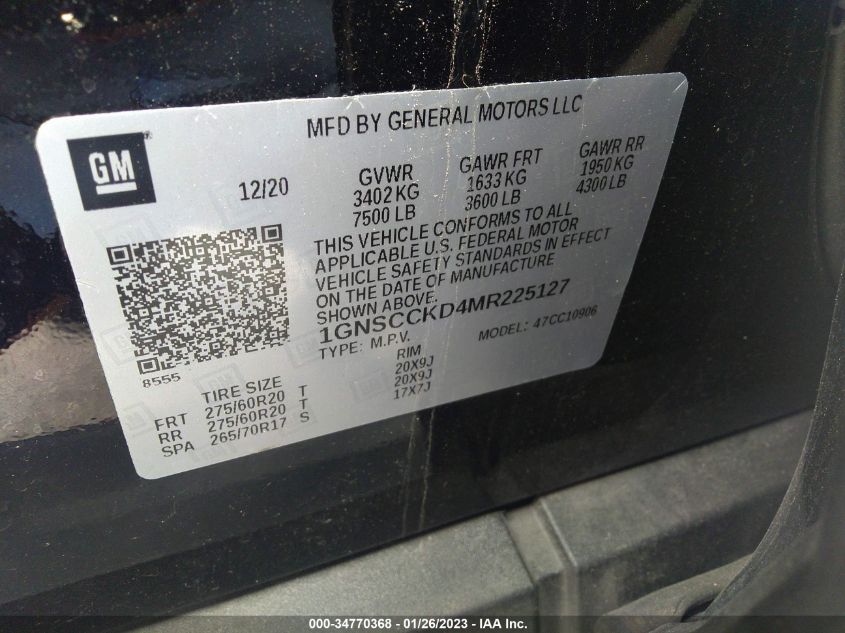 MFD BY GENERAL MOTORS LLC
GM
12/20
GVWR
3402 KG
7500 LB
GAWR FRT
1633 KG
3600 LB
GAWR RR
1950 KG
4300 LB
THIS VEHICLE CONFORMS TO ALL
APPLICABLE U.S. FEDERAL MOTOR
VEHICLE SAFETY STANDARDS IN EFFECT
ON THE DATE OF MANUFACTURE
SHOWN ABOVE.
1GNSCCKD4MR225127
TYPE: M.P.V.
MODEL: 47CC10906
8555
TIRE SIZE
RIM
FRT 275/60R20 T 20X9J
RR 275/60R20 T 20X9J
SPA 265/70R17 S 17X7J
000-34770368 - 01/26/2023 - IAA Inc.